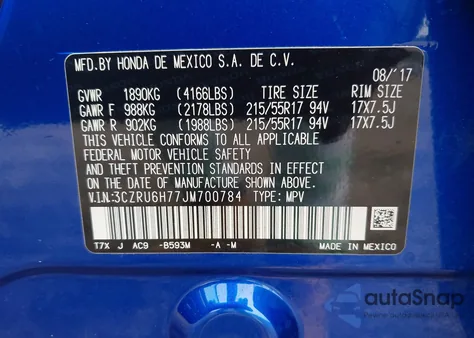 MFD.BY HONDA DE MEXICO S.A. DE C.V.
08/'17
GVWR 1890KG (4166LBS) TIRE SIZE RIM SIZE
GAWR F 988KG (2178LBS) 215/55R17 94V 17X7.5J
GAWR R 902KG (1988LBS) 215/55R17 94V 17X7.5J
THIS VEHICLE CONFORMS TO ALL APPLICABLE
FEDERAL MOTOR VEHICLE SAFETY
AND THEFT PREVENTION STANDARDS IN EFFECT
ON THE DATE OF MANUFACTURE SHOWN ABOVE.
V.I.N:3CZRU6H77JM700784 TYPE: MPV
T7X J AC9 -B593M -A -M MADE IN MEXICO
autoSnap